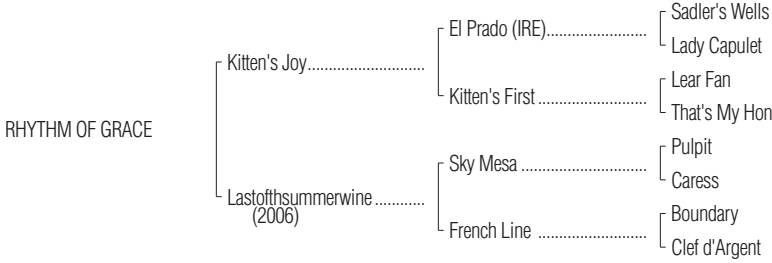 Sadler's Wells
El Prado (IRE)........................
Lady Capulet
Kitten's Joy............................
Lear Fan
Kitten's First ..........................
That's My Hon
RHYTHM OF GRACE
Pulpit
Sky Mesa ..............................
Caress
Lastofthsummerwine ............
(2006)
Boundary
French Line ..........................
Clef d'Argent